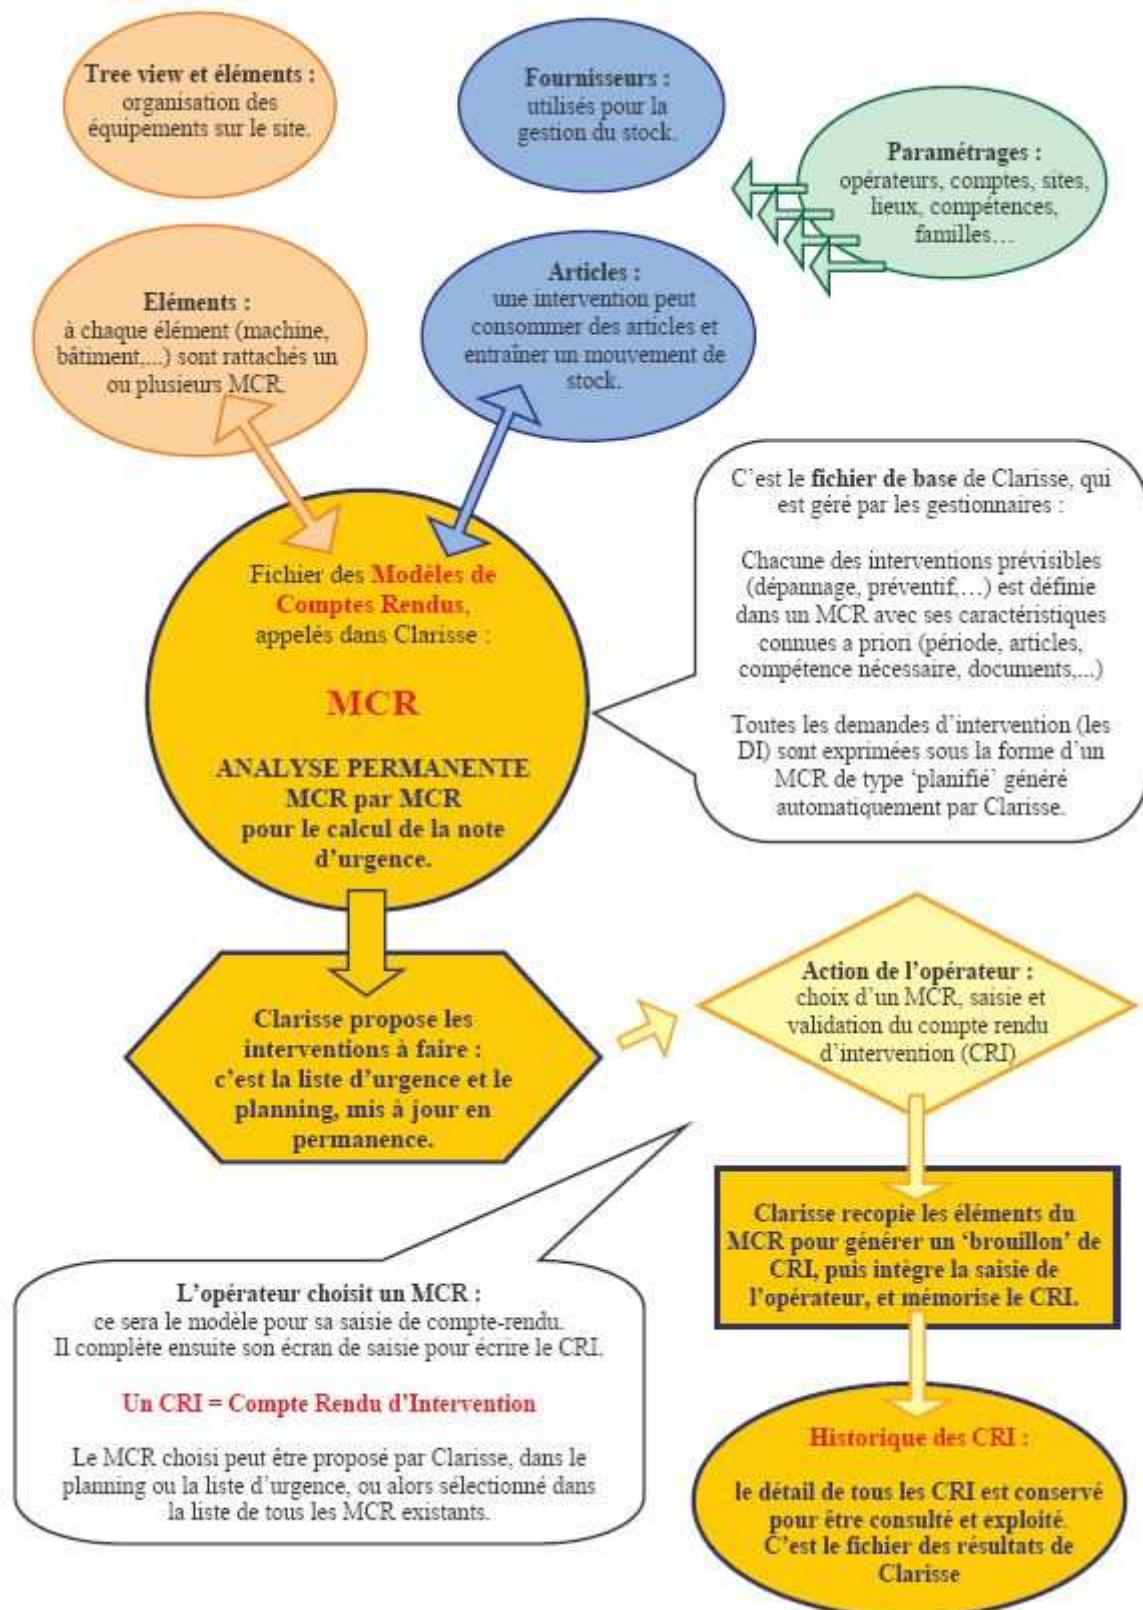 Tree view et éléments :
organisation des
équipements sur le site.
Fournisseurs :
utilisés pour la
gestion du stock.
Paramétrages :
opérateurs, comptes, sites,
lieux, compétences,
familles…
Eléments :
à chaque élément (machine,
bâtiment,...) sont rattachés un
ou plusieurs MCR.
Articles :
une intervention peut
consommer des articles et
entraîner un mouvement de
stock.
Fichier des Modèles de
Comptes Rendus,
appelés dans Clarisse :
MCR
ANALYSE PERMANENTE
MCR par MCR
pour le calcul de la note
d’urgence.
C’est le fichier de base de Clarisse, qui
est géré par les gestionnaires :
Chacune des interventions prévisibles
(dépannage, préventif,…) est définie
dans un MCR avec ses caractéristiques
connues a priori (période, articles,
compétence nécessaire, documents,...)
Toutes les demandes d’intervention (les
DI) sont exprimées sous la forme d’un
MCR de type ‘planifié’ généré
automatiquement par Clarisse.
Clarisse propose les
interventions à faire :
c’est la liste d’urgence et le
planning, mis à jour en
permanence.
Action de l’opérateur :
choix d’un MCR, saisie et
validation du compte rendu
d’intervention (CRI)
Clarisse recopie les éléments du
MCR pour générer un ‘brouillon’ de
CRI, puis intègre la saisie de
l’opérateur, et mémorise le CRI.
L’opérateur choisit un MCR :
ce sera le modèle pour sa saisie de compte-rendu.
Il complète ensuite son écran de saisie pour écrire le CRI.
Un CRI = Compte Rendu d’Intervention
Le MCR choisi peut être proposé par Clarisse, dans le
planning ou la liste d’urgence, ou alors sélectionné dans
la liste de tous les MCR existants.
Historique des CRI :
le détail de tous les CRI est conservé
pour être consulté et exploité.
C’est le fichier des résultats de
Clarisse